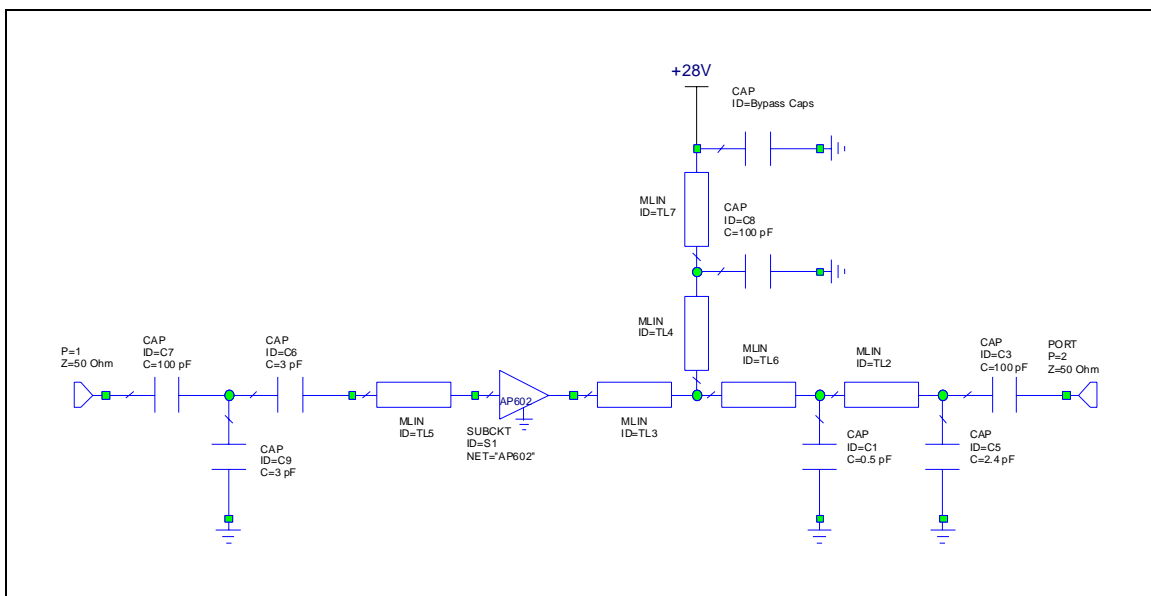 +28V
CAP
ID=Bypass Caps
MLIN
ID=TL7
CAP
ID=C8
C=100 pF
MLIN
ID=TL4
P=1
Z=50 Ohm
CAP
ID=C7
C=100 pF
CAP
ID=C6
C=3 pF
MLIN
ID=TL6
MLIN
ID=TL2
CAP
ID=C3
C=100 pF
PORT
P=2
Z=50 Ohm
AP602
CAP
ID=C9
C=3 pF
MLIN
ID=TL5
SUBCKT
ID=S1
NET="AP602"
MLIN
ID=TL3
CAP
ID=C1
C=0.5 pF
CAP
ID=C5
C=2.4 pF